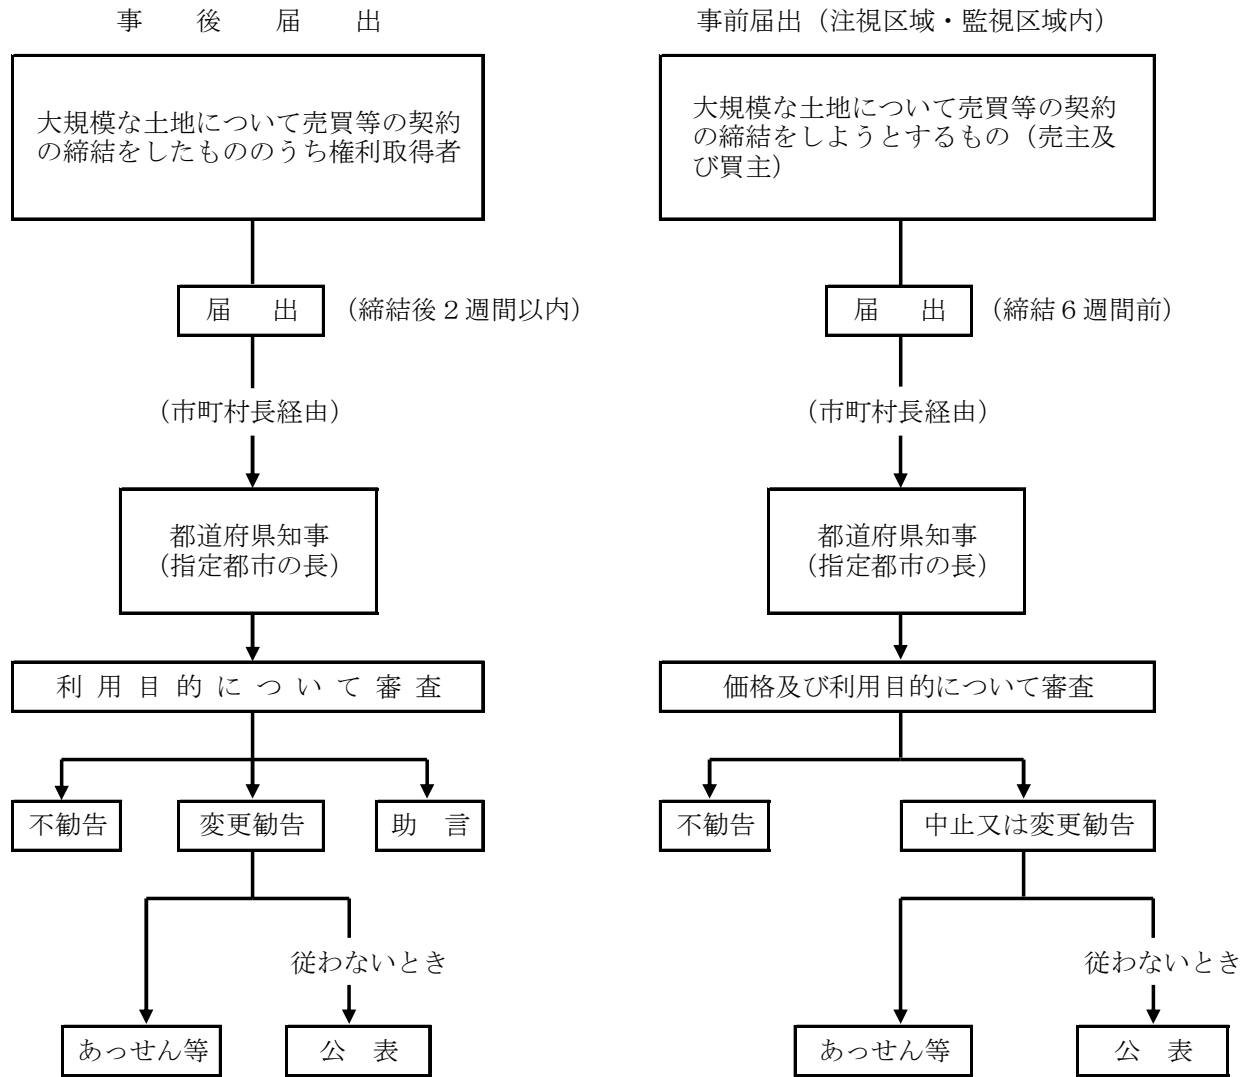 事　後　届　出
大規模な土地について売買等の契約
の締結をしたもののうち権利取得者
届　出
（締結後２週間以内）
（市町村長経由）
都道府県知事
（指定都市の長）
利用目的について審査
不勧告
変更勧告
助　言
従わないとき
あっせん等
公　表
事前届出（注視区域・監視区域内）
大規模な土地について売買等の契約
の締結をしようとするもの（売主及
び買主）
届　出
（締結６週間前）
（市町村長経由）
都道府県知事
（指定都市の長）
価格及び利用目的について審査
不勧告
中止又は変更勧告
従わないとき
あっせん等
公　表